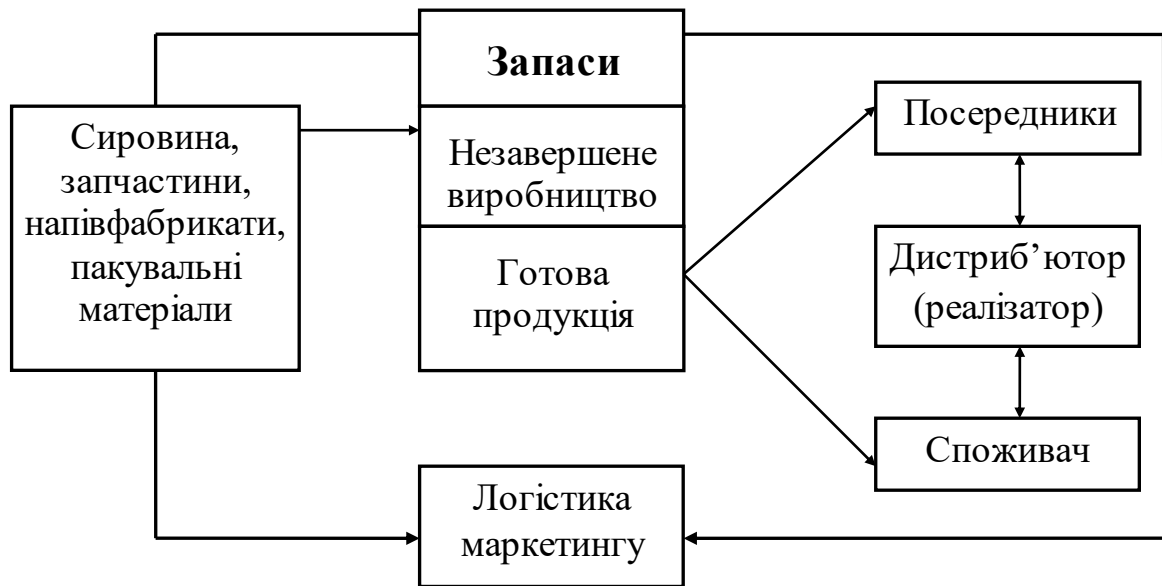 Запаси
Сировина,
запчастини,
напівфабрикати,
пакувальні
матеріали
Незавершене
виробництво
Готова
продукція
Посередники
Дистриб’ютор
(реалізатор)
Споживач
Логістика
маркетингу